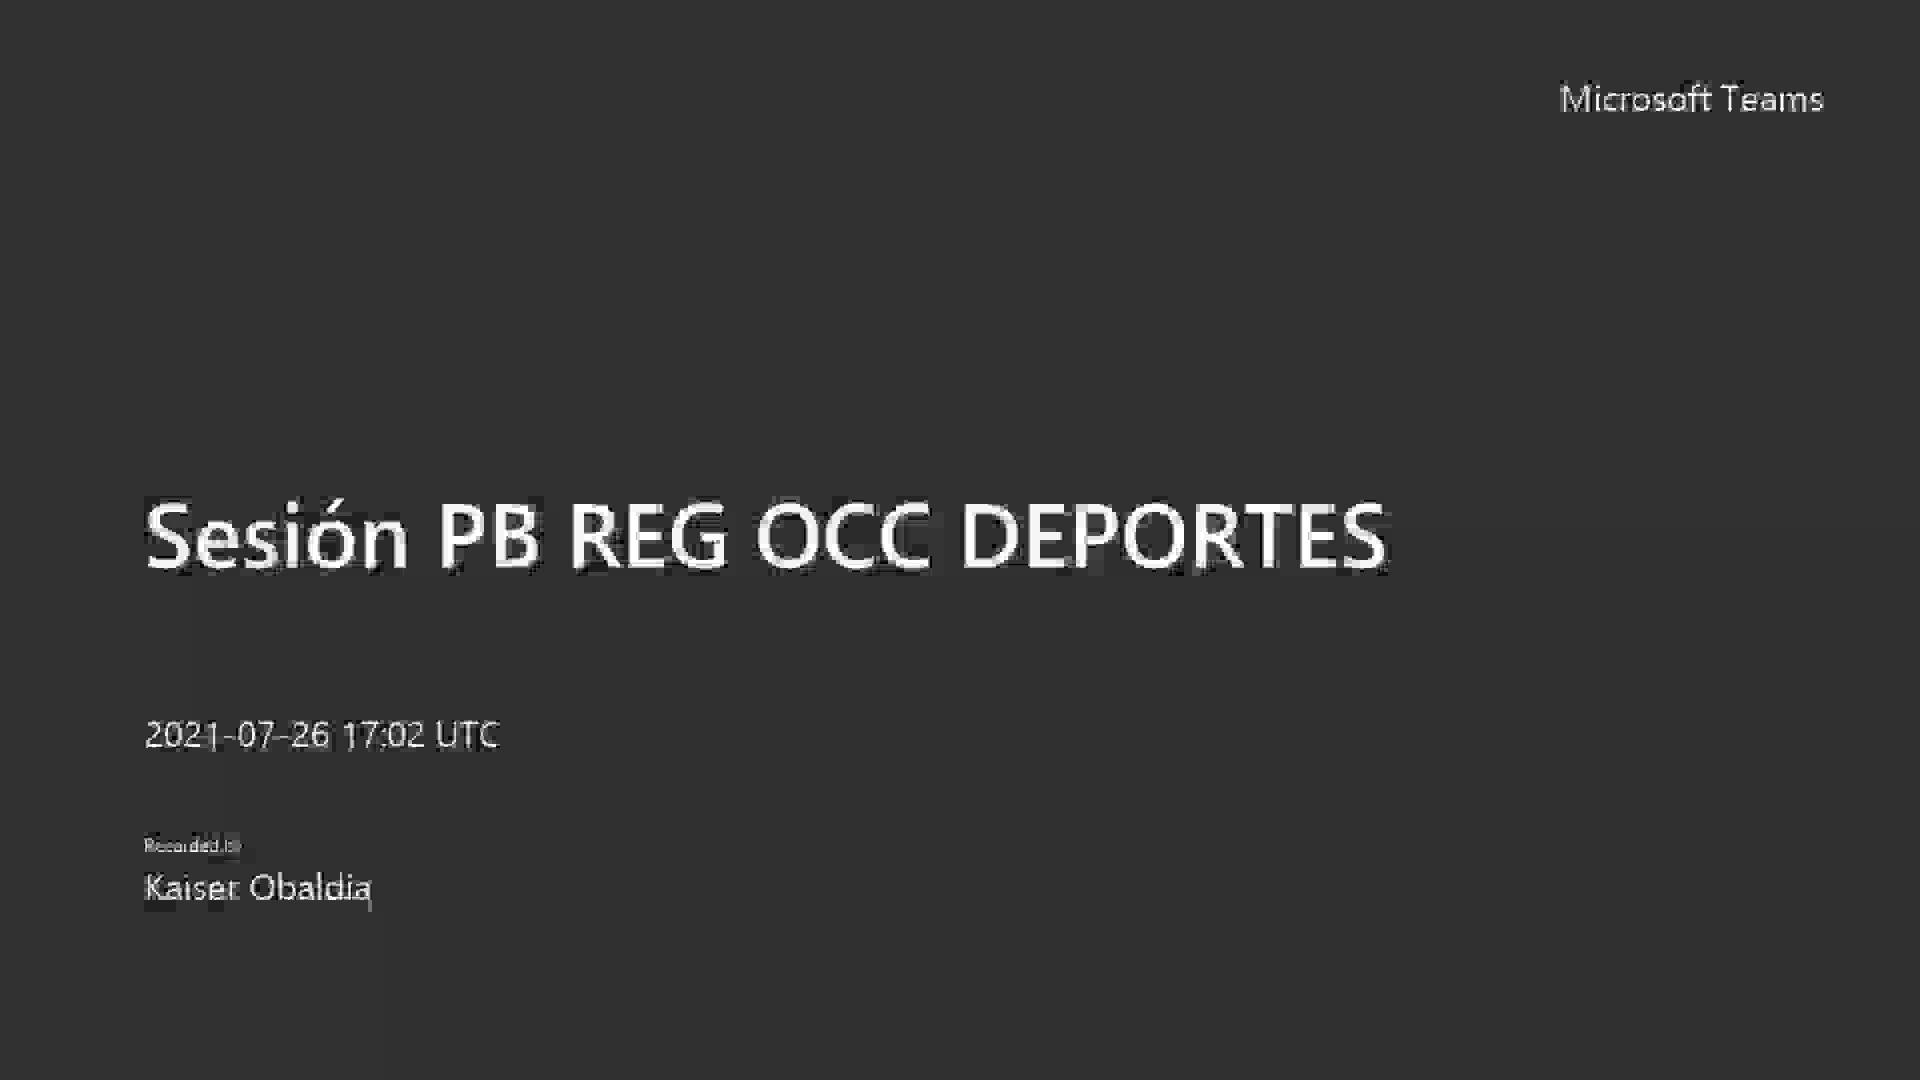 Microsoft Teams
Sesión PB REG OCC DEPORTES
2021-07-26 17:02 UTC
Recorded by
Kaiser Obaldia